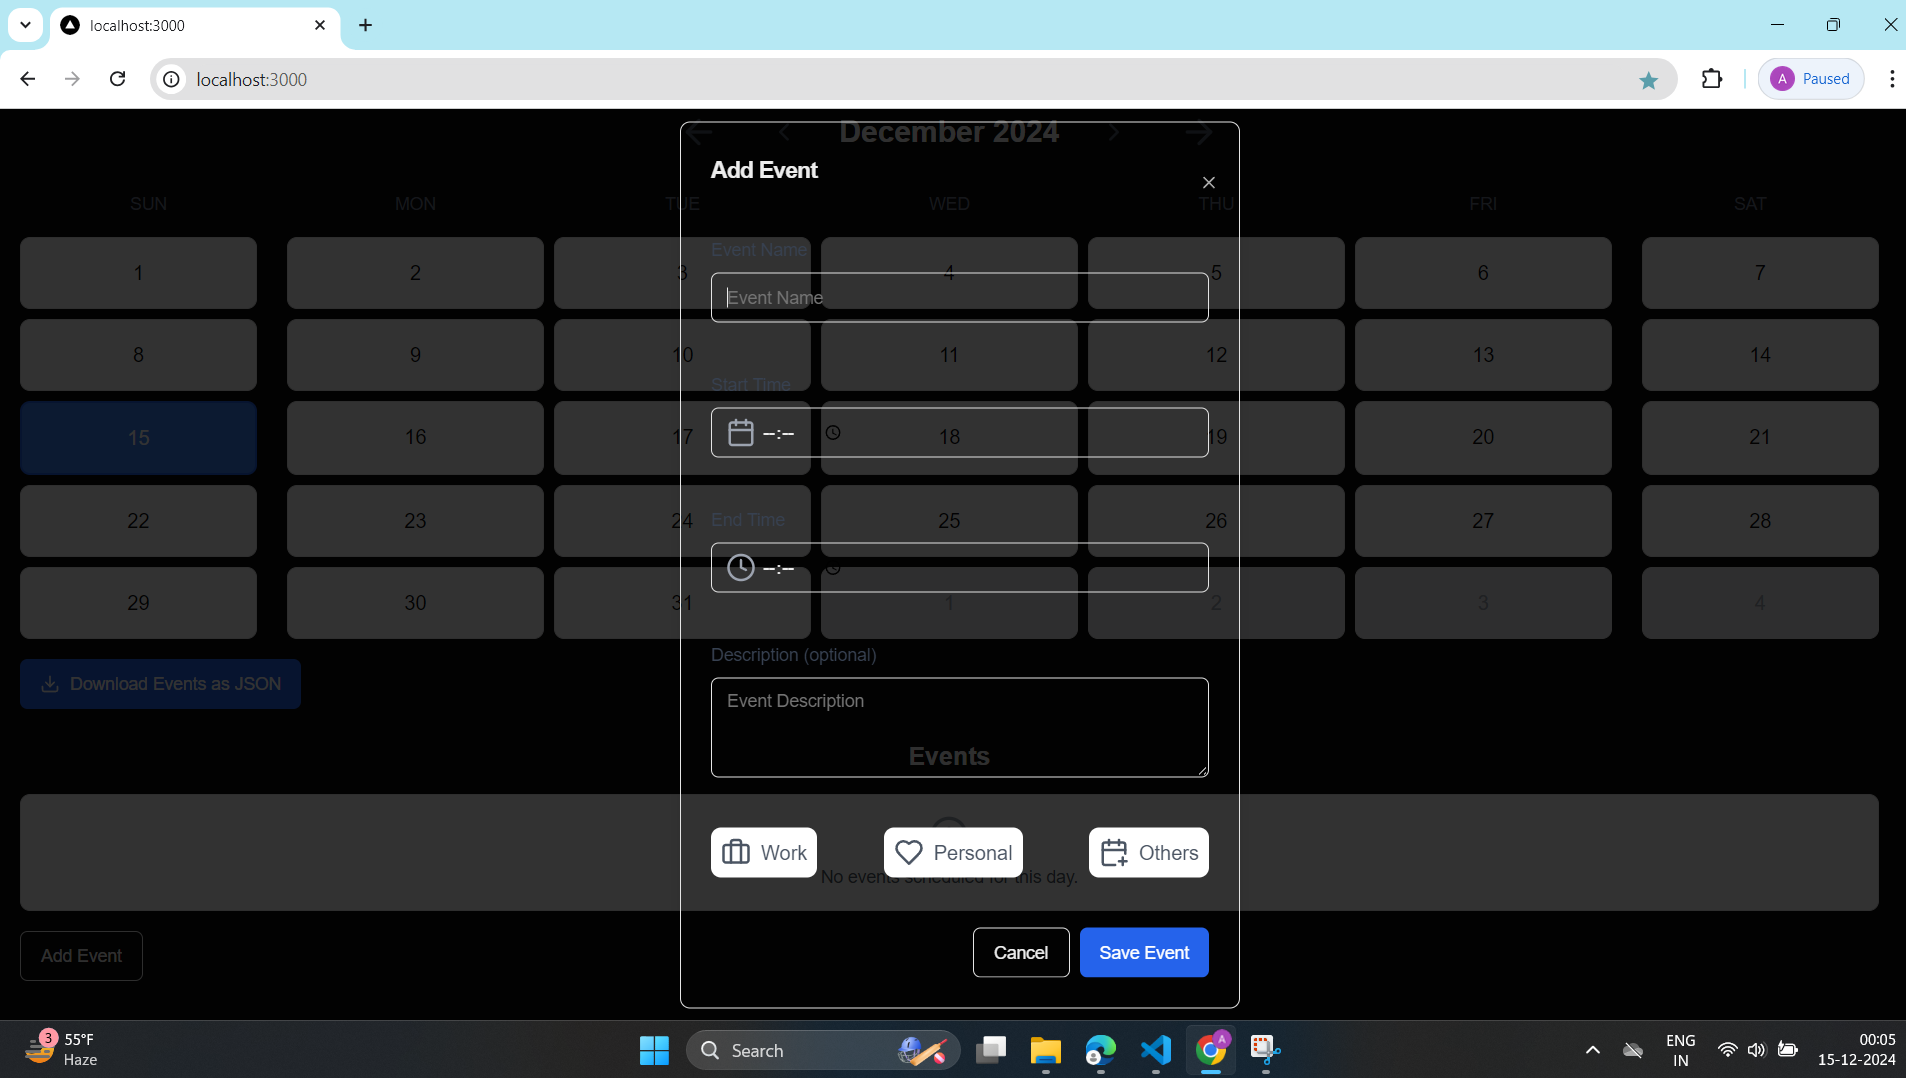 localhost:3000
localhost:3000
A Paused
December 2024
Add Event
SUN MON TUE WED THU FRI SAT
Event Name
1 2 3 4 5 6 7
Event Name
8 9 10 11 12 13 14
Start Time
15 16 17 18 19 20 21
--:--
22 23 24 25 26 27 28
End Time
--:--
29 30 31 1 2 3 4
Description (optional)
Download Events as JSON
Event Description
Events
Work Personal Others
No events scheduled for this day.
Add Event
Cancel Save Event
3 55°F
Haze
Search
A
ENG
IN
00:05
15-12-2024